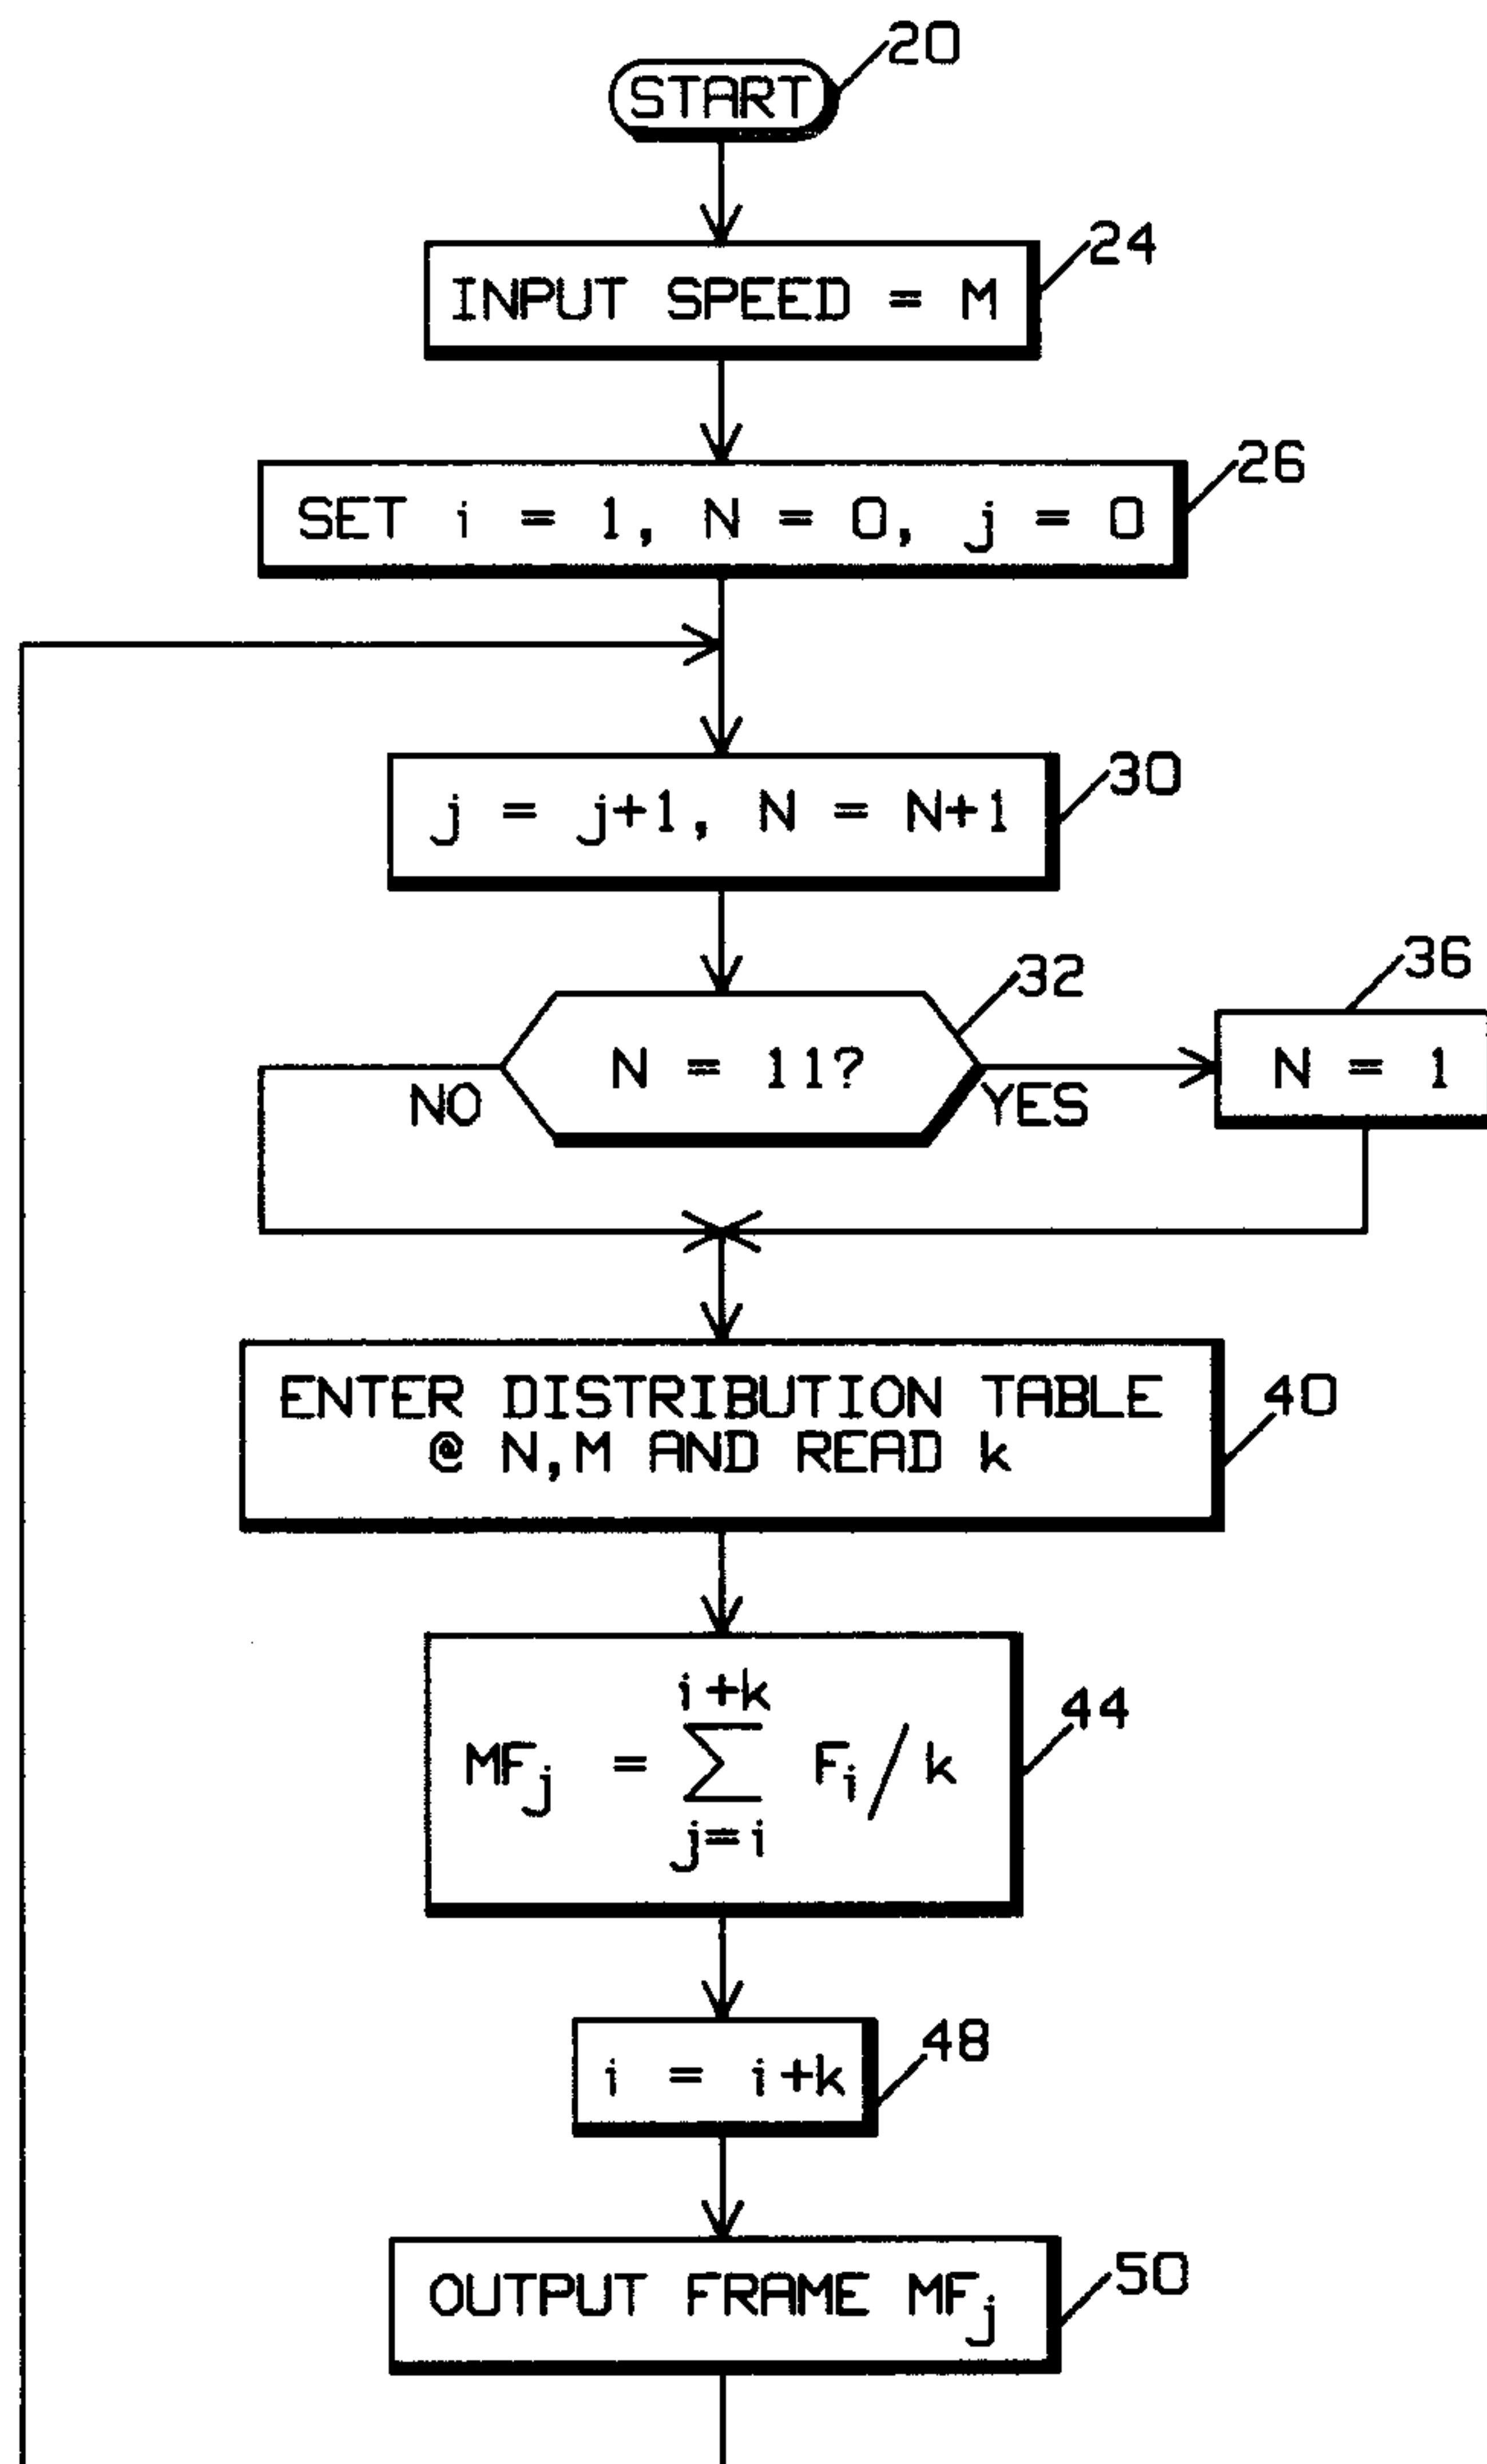 20
START
24
INPUT SPEED = M
26
SET i = 1, N = 0, j = 0
30
j = j+1, N = N+1
32
36
N = 11?
N = 1
NO
YES
ENTER DISTRIBUTION TABLE
40
@ N,M AND READ k
i+k
44
MFj = ∑ Fi/k
j=i
48
i = i+k
50
OUTPUT FRAME MFj